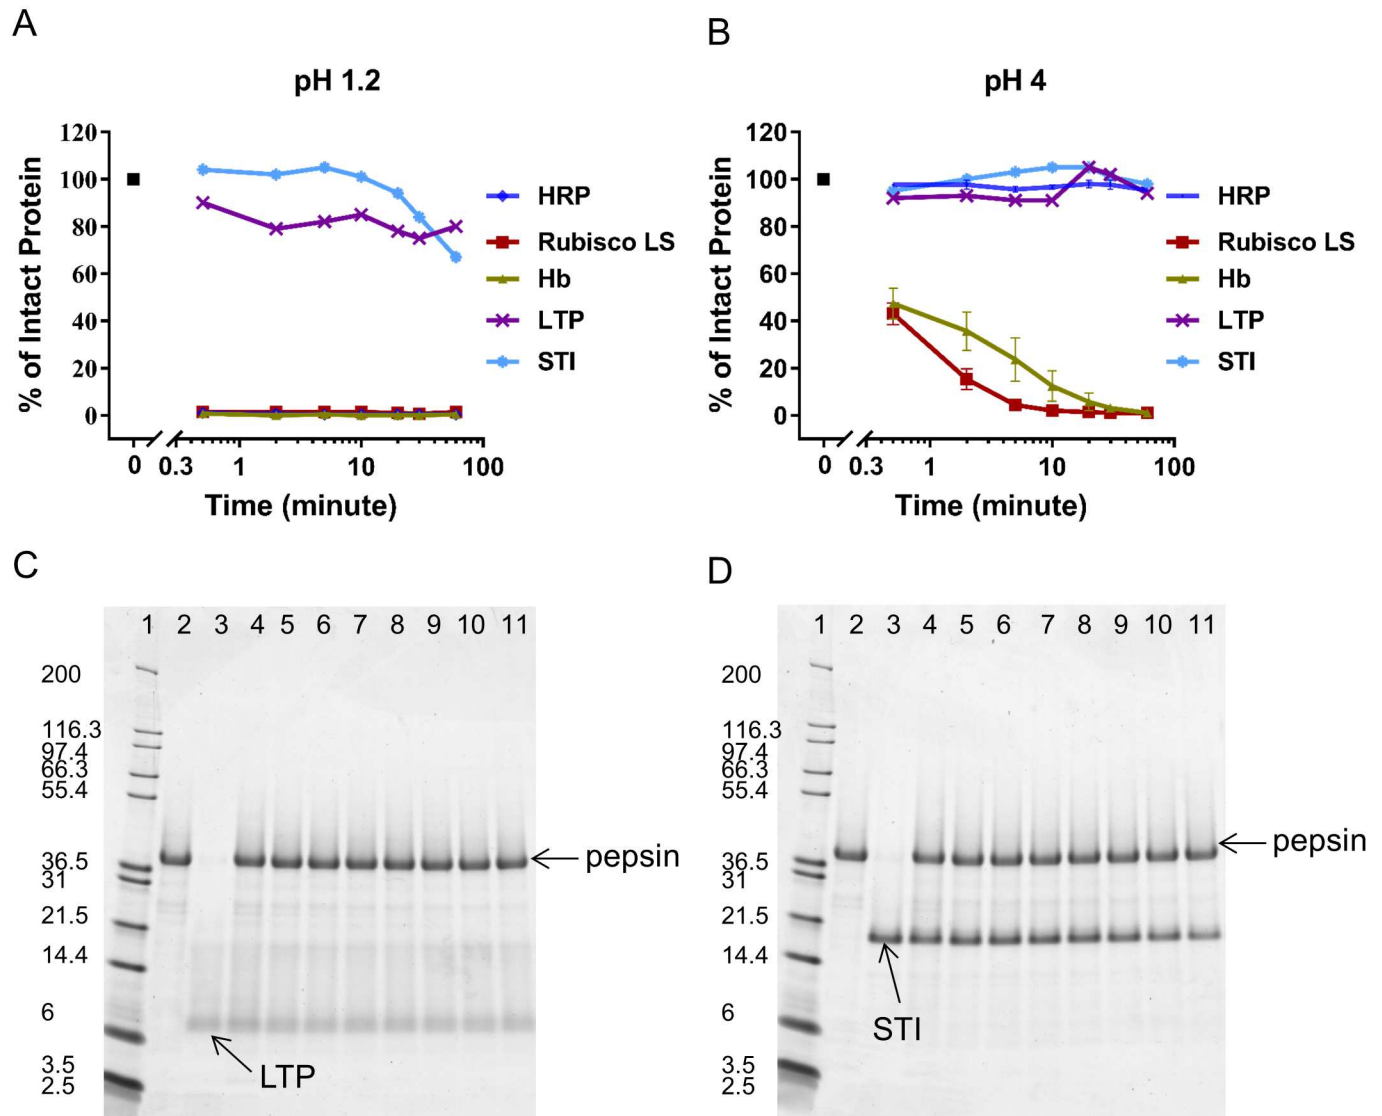 A
pH 1.2
% of Intact Protein
120
100
80
60
40
20
0
0 0.3 1 10 100
Time (minute)
HRP
Rubisco LS
Hb
LTP
STI
B
pH 4
% of Intact Protein
120
100
80
60
40
20
0
0 0.3 1 10 100
Time (minute)
HRP
Rubisco LS
Hb
LTP
STI
C
1 2 3 4 5 6 7 8 9 10 11
200
116.3
97.4
66.3
55.4
36.5
31
21.5
14.4
6
3.5
2.5
pepsin
LTP
D
1 2 3 4 5 6 7 8 9 10 11
200
116.3
97.4
66.3
55.4
36.5
31
21.5
14.4
6
3.5
2.5
pepsin
STI